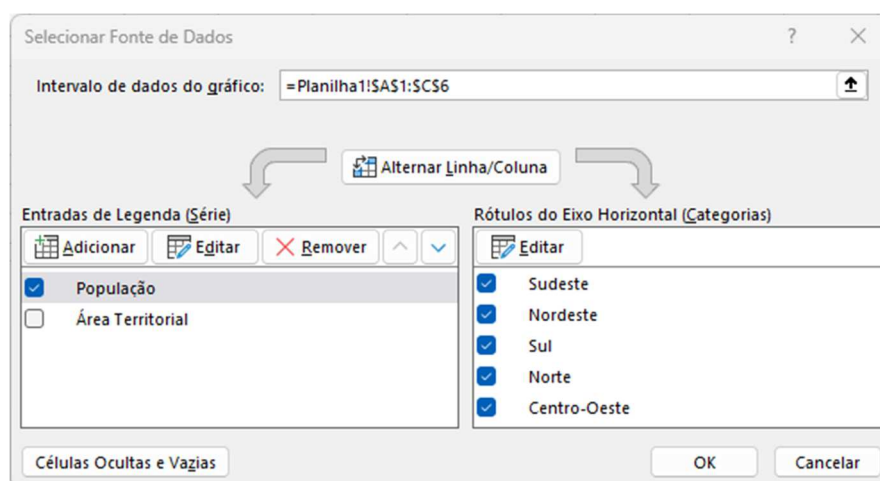 Selecionar Fonte de Dados ?
Intervalo de dados do gráfico: =Planilha1!$A$1:$C$6
Alternar Linha/Coluna
Entradas de Legenda (Série)
Adicionar Editar Remover
População
Área Territorial
Rótulos do Eixo Horizontal (Categorias)
Editar
Sudeste
Nordeste
Sul
Norte
Centro-Oeste
Células Ocultas e Vazias OK Cancelar